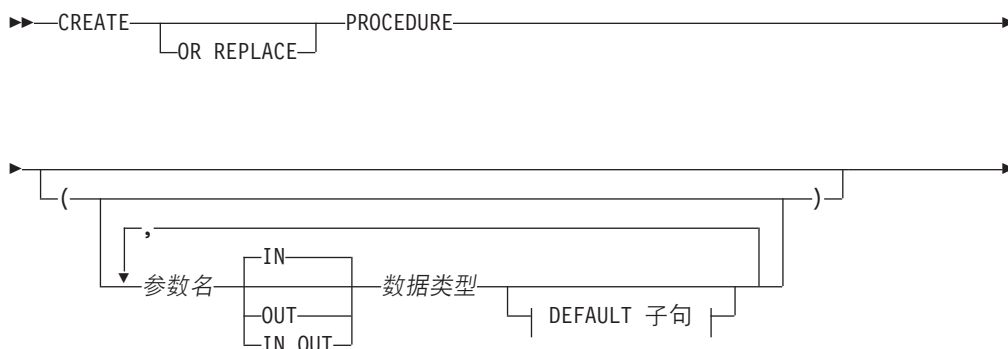 CREATE PROCEDURE
OR REPLACE
( )
,
IN
参数名 数据类型
OUT DEFAULT 子句
IN OUT